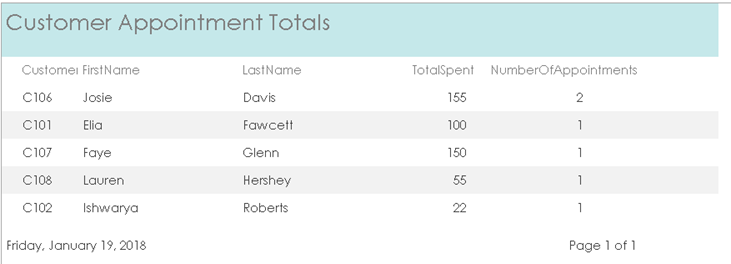 Customer Appointment Totals
Customer FirstName LastName TotalSpent NumberOfAppointments
C106 Josie Davis 155 2
C101 Elia Fawcett 100 1
C107 Faye Glenn 150 1
C108 Lauren Hershey 55 1
C102 Ishwarya Roberts 22 1
Friday, January 19, 2018 Page 1 of 1